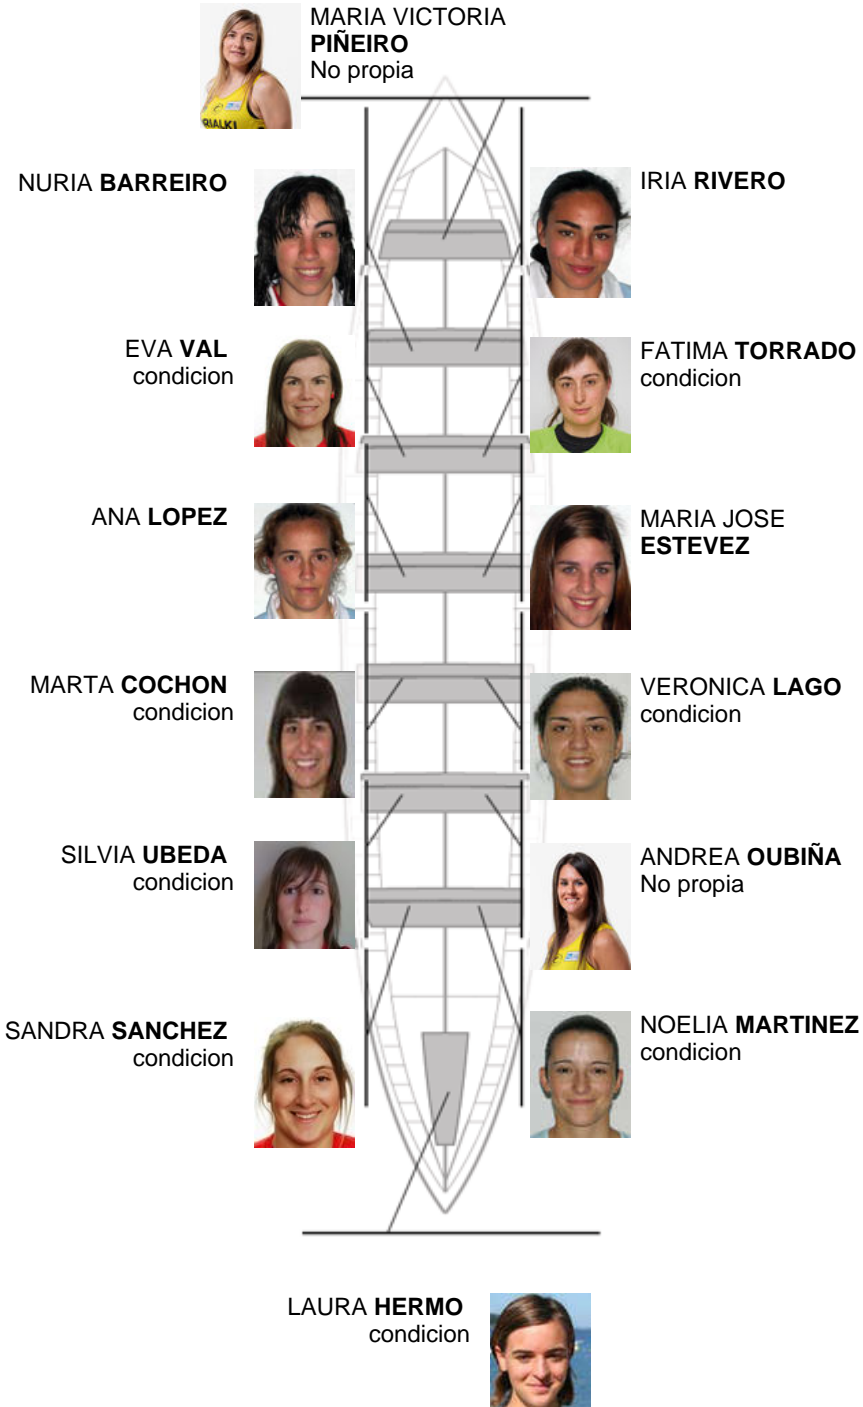 MARIA VICTORIA
PIÑEIRO
No propia
RIALKI
NURIA BARREIRO
IRIA RIVERO
EVA VAL
condicion
FATIMA TORRADO
condicion
ANA LOPEZ
MARIA JOSE
ESTEVEZ
MARTA COCHON
condicion
VERONICA LAGO
condicion
SILVIA UBEDA
condicion
ANDREA OUBIÑA
No propia
SANDRA SANCHEZ
condicion
NOELIA MARTINEZ
condicion
LAURA HERMO
condicion